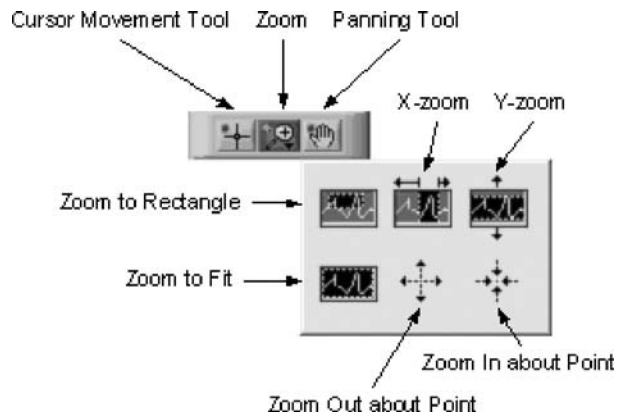 Cursor Movement Tool
Zoom
Panning Tool
X-zoom
Y-zoom
Zoom to Rectangle
Zoom to Fit
Zoom In about Point
Zoom Out about Point